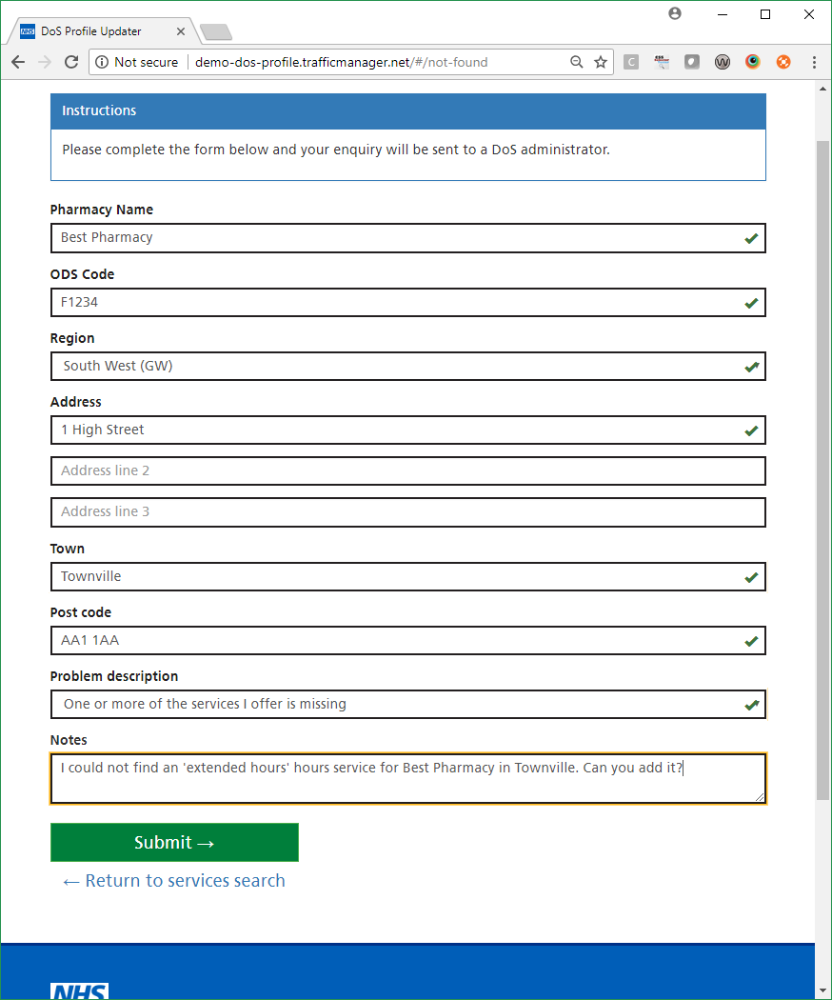 NHS DoS Profile Updater
Not secure demo-dos-profile.trafficmanager.net/#/not-found
C
W
Instructions
Please complete the form below and your enquiry will be sent to a DoS administrator.
Pharmacy Name
Best Pharmacy
ODS Code
F1234
Region
South West (GW)
Address
1 High Street
Address line 2
Address line 3
Town
Townville
Post code
AA1 1AA
Problem description
One or more of the services I offer is missing
Notes
I could not find an 'extended hours' hours service for Best Pharmacy in Townville. Can you add it?
Submit →
← Return to services search
NHS